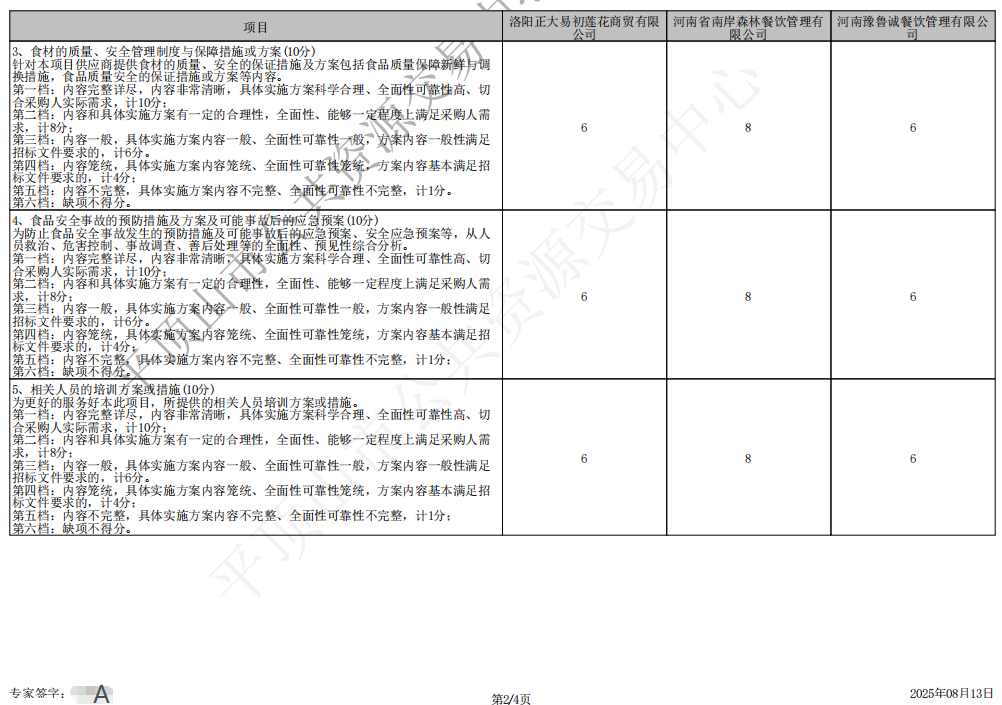 项目
洛阳正大易初莲花商贸有限
公司
河南省南岸森林餐饮管理有
限公司
河南豫鲁诚餐饮管理有限公
司
3、食材的质量、安全管理制度与保障措施或方案(10分)
针对本项目供应商提供食材的质量、安全的保证措施及方案包括食品质量保障新鲜与调
换措施，食品质量安全的保证措施或方案等内容。
第一档：内容完整详尽，内容非常清晰，具体实施方案科学合理、全面性可靠性高、切
合采购人实际需求，计10分；
第二档：内容和具体实施方案有一定的合理性，全面性、能够一定程度上满足采购人需
求，计8分；
第三档：内容一般，具体实施方案内容一般、全面性可靠性一般，方案内容一般性满足
招标文件要求的，计6分。
第四档：内容笼统，具体实施方案内容笼统、全面性可靠性笼统，方案内容基本满足招
标文件要求的，计4分；
第五档：内容不完整，具体实施方案内容不完整、全面性可靠性不完整，计1分。
第六档：缺项不得分。
6
8
6
4、食品安全事故的预防措施及方案及可能事故后的应急预案(10分)
为防止食品安全事故发生的预防措施及可能事故后的应急预案、安全应急预案等，从人
员救治、危害控制、事故调查、善后处理等的全面性、预见性综合分析。
第一档：内容完整详尽，内容非常清晰，具体实施方案科学合理、全面性可靠性高、切
合采购人实际需求，计10分；
第二档：内容和具体实施方案有一定的合理性，全面性、能够一定程度上满足采购人需
求，计8分；
第三档：内容一般，具体实施方案内容一般、全面性可靠性一般，方案内容一般性满足
招标文件要求的，计6分。
第四档：内容笼统，具体实施方案内容笼统、全面性可靠性笼统，方案内容基本满足招
标文件要求的，计4分；
第五档：内容不完整，具体实施方案内容不完整、全面性可靠性不完整，计1分；
第六档：缺项不得分。
6
8
6
5、相关人员的培训方案或措施(10分)
为更好的服务好本此项目，所提供的相关人员培训方案或措施。
第一档：内容完整详尽，内容非常清晰，具体实施方案科学合理、全面性可靠性高、切
合采购人实际需求，计10分；
第二档：内容和具体实施方案有一定的合理性，全面性、能够一定程度上满足采购人需
求，计8分；
第三档：内容一般，具体实施方案内容一般、全面性可靠性一般，方案内容一般性满足
招标文件要求的，计6分。
第四档：内容笼统，具体实施方案内容笼统、全面性可靠性笼统，方案内容基本满足招
标文件要求的，计4分；
第五档：内容不完整，具体实施方案内容不完整、全面性可靠性不完整，计1分；
第六档：缺项不得分。
6
8
6
平顶山市公共资源交易中
平顶山市公共资源交易中心
专家签字：
A
第2/4页
2025年08月13日